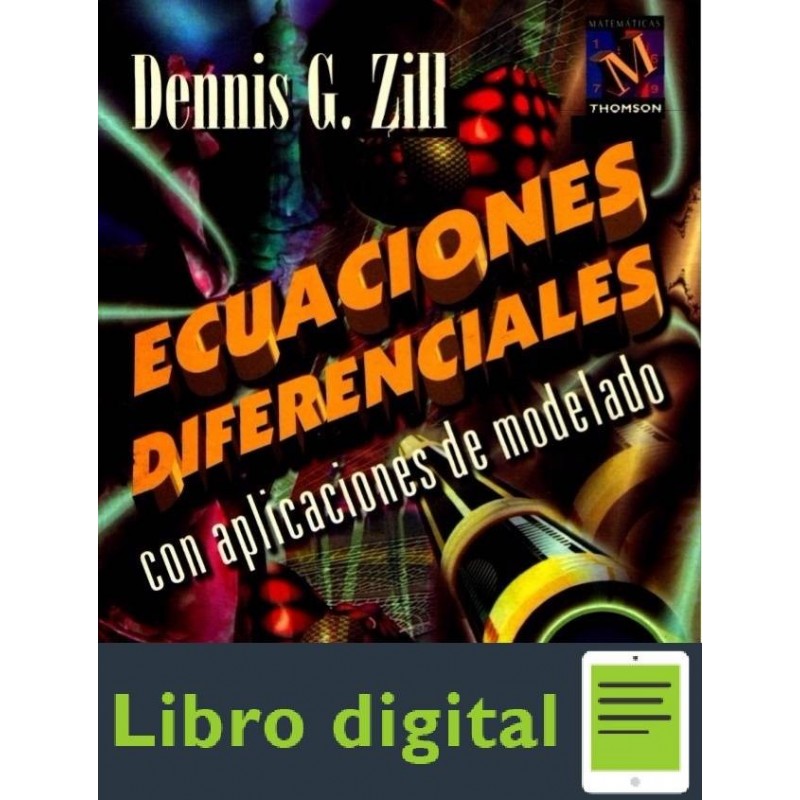 Dennis G. Zill
MATEMÁTICAS
M
THOMSON
ECUACIONES
DIFERENCIALES
con aplicaciones de modelado
Libro digital